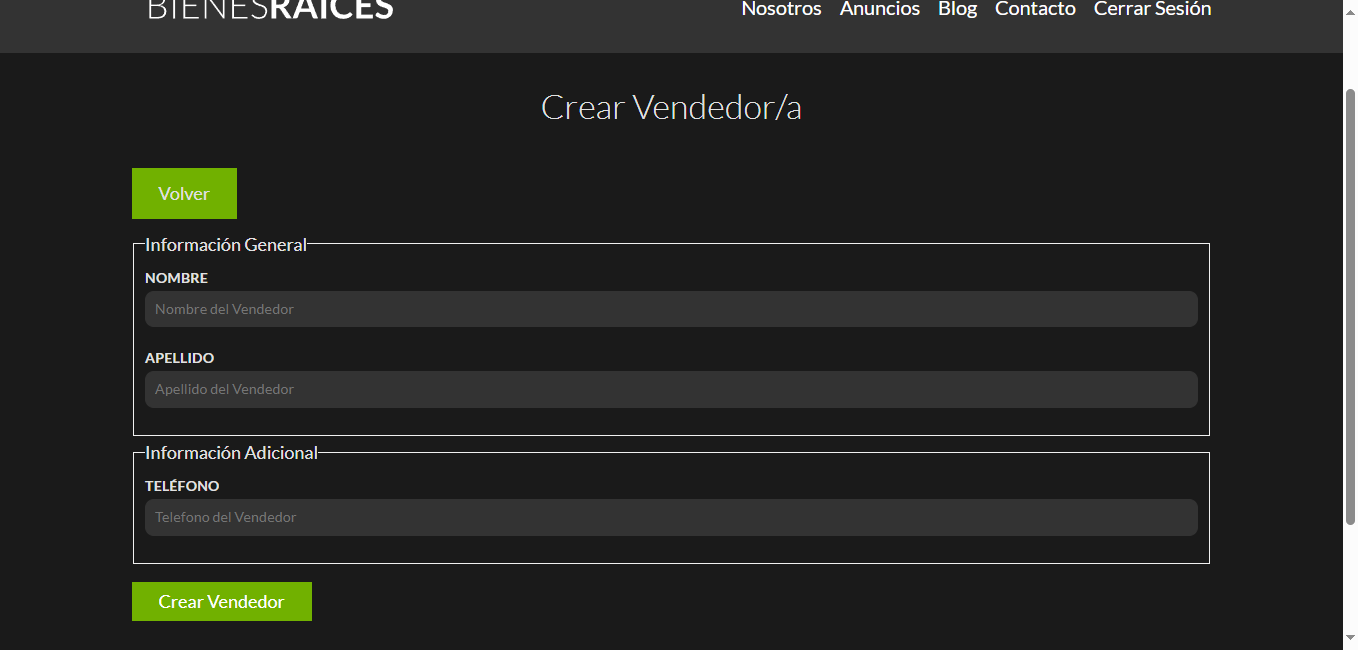 BIENESRAICES
Nosotros Anuncios Blog Contacto Cerrar Sesión
Crear Vendedor/a
Volver
Información General
NOMBRE
Nombre del Vendedor
APELLIDO
Apellido del Vendedor
Información Adicional
TELÉFONO
Telefono del Vendedor
Crear Vendedor